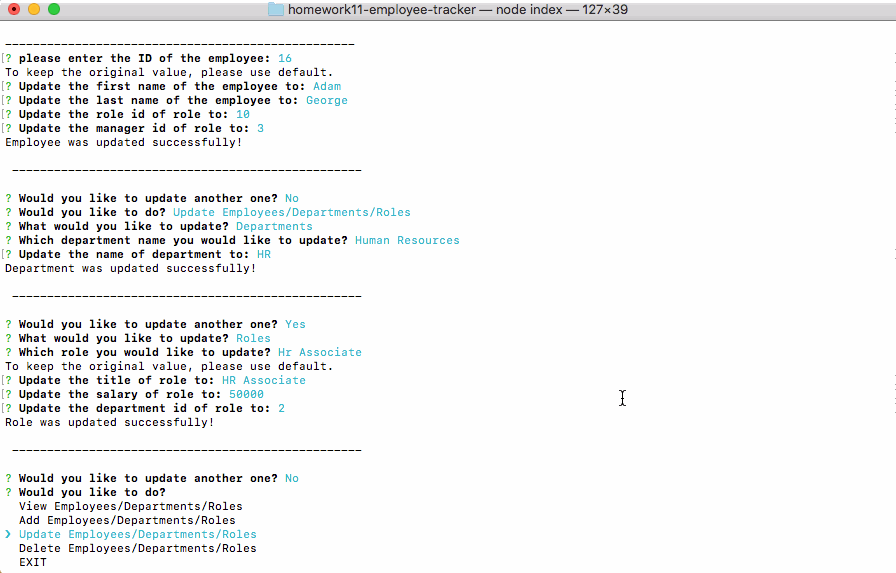 homework11-employee-tracker — node index — 127×39
--------------------------------------------------
[? please enter the ID of the employee: 16
To keep the original value, please use default.
[? Update the first name of the employee to: Adam
[? Update the last name of the employee to: George
[? Update the role id of role to: 10
[? Update the manager id of role to: 3
Employee was updated successfully!
--------------------------------------------------
? Would you like to update another one? No
? Would you like to do? Update Employees/Departments/Roles
? What would you like to update? Departments
? Which department name you would like to update? Human Resources
[? Update the name of department to: HR
Department was updated successfully!
--------------------------------------------------
? Would you like to update another one? Yes
? What would you like to update? Roles
? Which role you would like to update? Hr Associate
To keep the original value, please use default.
[? Update the title of role to: HR Associate
[? Update the salary of role to: 50000
[? Update the department id of role to: 2
Role was updated successfully!
--------------------------------------------------
? Would you like to update another one? No
? Would you like to do?
View Employees/Departments/Roles
Add Employees/Departments/Roles
❯ Update Employees/Departments/Roles
Delete Employees/Departments/Roles
EXIT